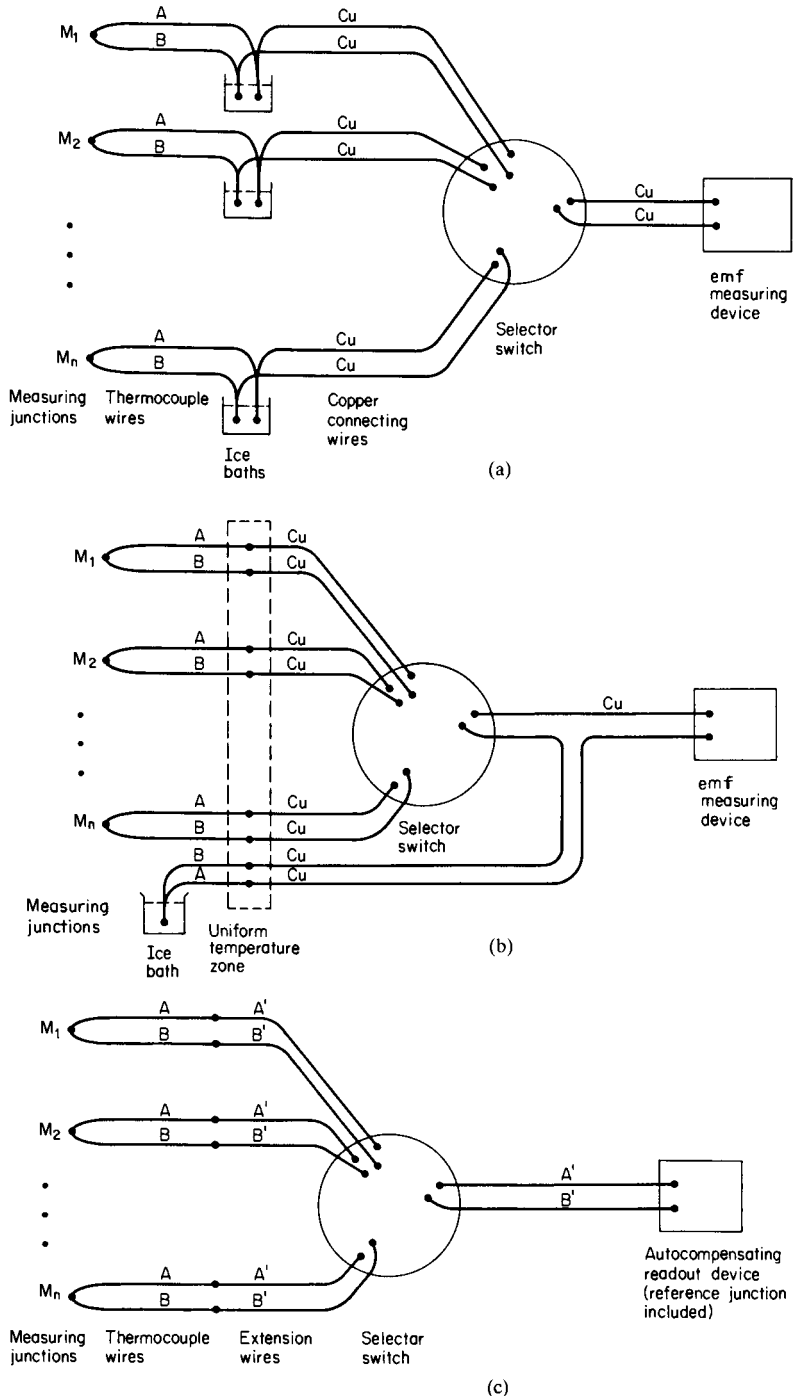 A
Cu
M1
B
Cu
A
Cu
M2
B
Cu
Cu
Cu
emf
measuring
device
Selector
switch
A
Cu
Mn
B
Cu
Measuring
junctions
Thermocouple
wires
Copper
connecting
wires
Ice
baths
(a)
A
Cu
M1
B
A
Cu
M2
B
Cu
Cu
emf
measuring
device
A
Cu
Mn
B
Cu
Selector
switch
B
Cu
A
Cu
Measuring
junctions
Ice
bath
Uniform
temperature
zone
(b)
A
A'
M1
B
B'
A
A'
M2
B
B'
A'
B'
Autocompensating
readout device
(reference junction
included)
A
A'
Mn
B
B'
Measuring
junctions
Thermocouple
wires
Extension
wires
Selectar
switch
(c)